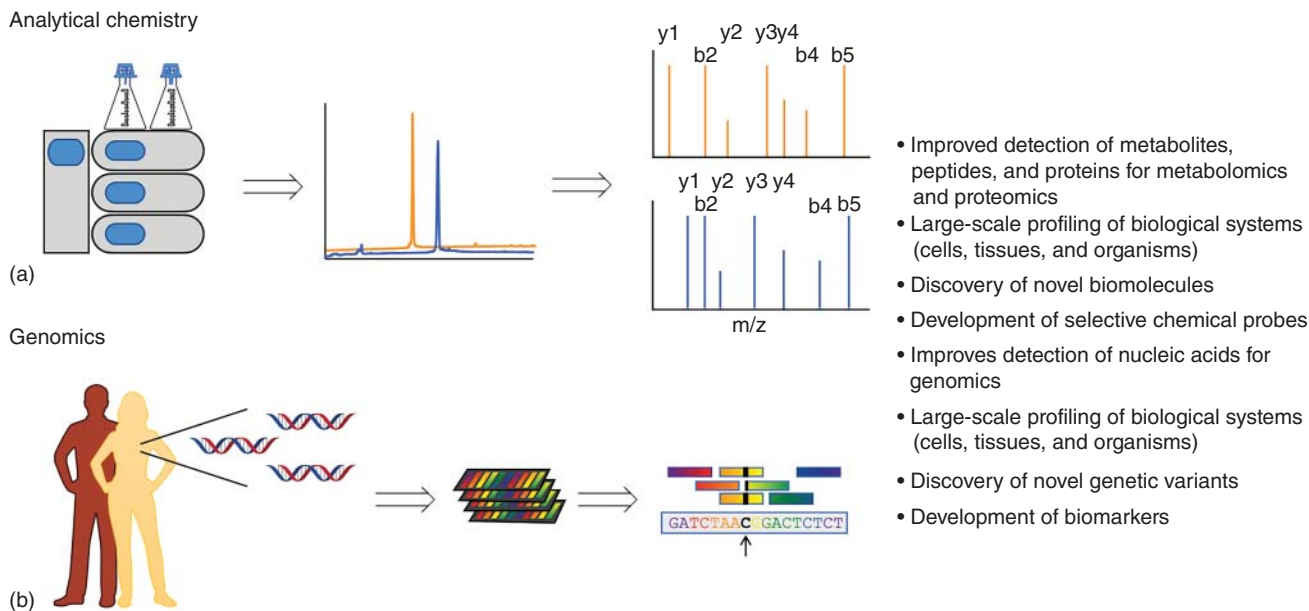 Analytical chemistry
y1
b2
y2
y3y4
b4
b5
y1
b2
y2
y3
y4
b4
b5
m/z
(a)
Genomics
GATCTAACGGACTCTCT
(b)
• Improved detection of metabolites,
peptides, and proteins for metabolomics
and proteomics
• Large-scale profiling of biological systems
(cells, tissues, and organisms)
• Discovery of novel biomolecules
• Development of selective chemical probes
• Improves detection of nucleic acids for
genomics
• Large-scale profiling of biological systems
(cells, tissues, and organisms)
• Discovery of novel genetic variants
• Development of biomarkers